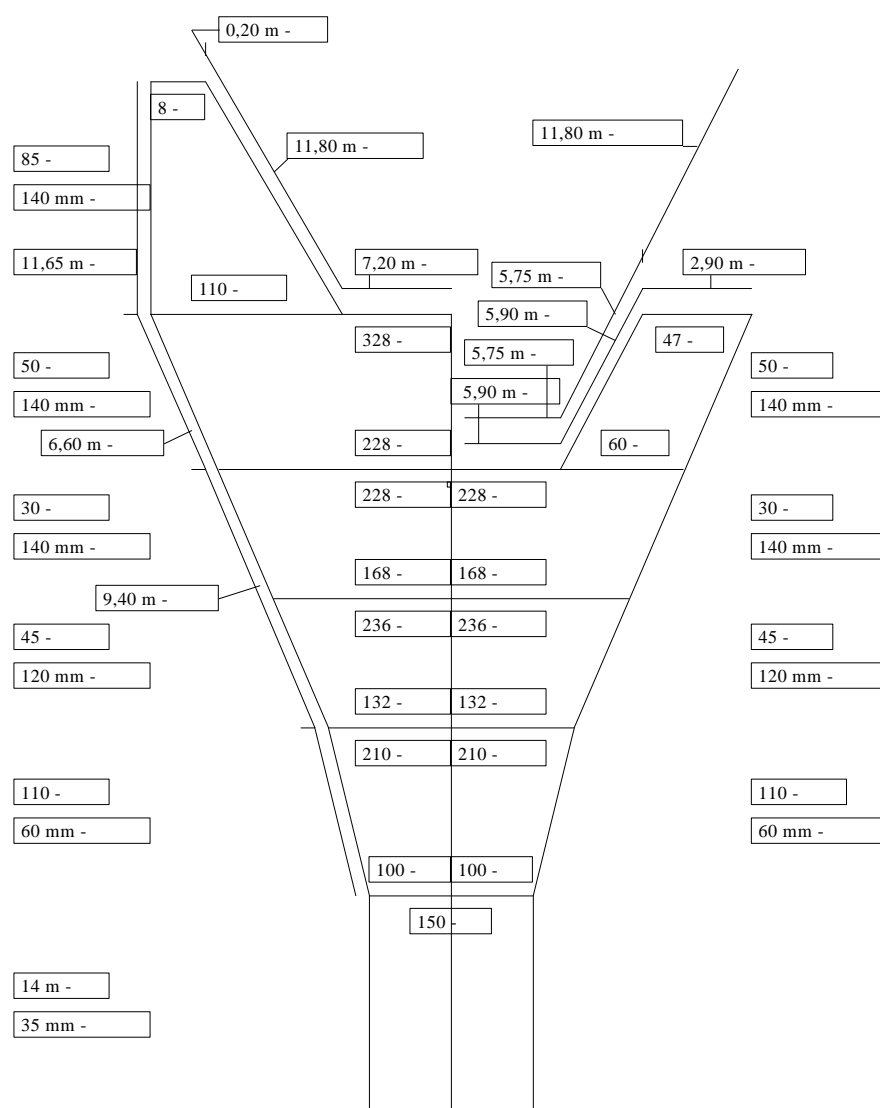 0,20 m -
8 -
11,80 m -
11,80 m -
85 -
140 mm -
11,65 m -
7,20 m -
5,75 m -
2,90 m -
110 -
5,90 m -
328 -
5,75 m -
47 -
50 -
50 -
5,90 m -
140 mm -
140 mm -
6,60 m -
228 -
60 -
228 -
228 -
30 -
30 -
140 mm -
140 mm -
168 -
168 -
9,40 m -
236 -
236 -
45 -
45 -
120 mm -
120 mm -
132 -
132 -
210 -
210 -
110 -
110 -
60 mm -
60 mm -
100 -
100 -
150 -
14 m -
35 mm -